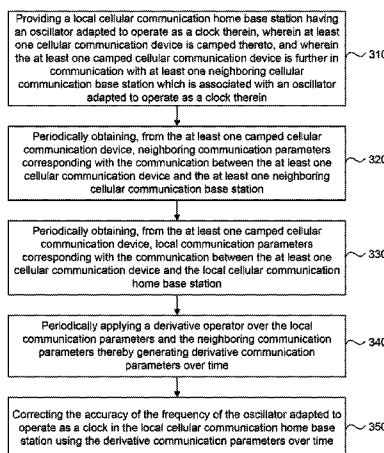 Providing a local cellular communication home base station having
an oscillator adapted to operate as a clock therein, wherein at least
one cellular communication device is camped thereto, and wherein
the at least one camped cellular communication device is further in
communication with at least one neighboring cellular
communication base station which is associated with an oscillator
adapted to operate as a clock therein
310
Periodically obtaining, from the at least one camped cellular
communication device, neighboring communication parameters
corresponding with the communication between the at least one
cellular communication device and the at least one neighboring
cellular communication base station
320
Periodically obtaining, from the at least one camped cellular
communication device, local communication parameters
corresponding with the communication between the at least one
cellular communication device and the local cellular communication
home base station
330
Periodically applying a derivative operator over the local
communication parameters and the neighboring communication
parameters thereby generating derivative communication
parameters over time
340
Correcting the accuracy of the frequency of the oscillator adapted to
operate as a clock in the local cellular communication home base
station using the derivative communication parameters over time
350